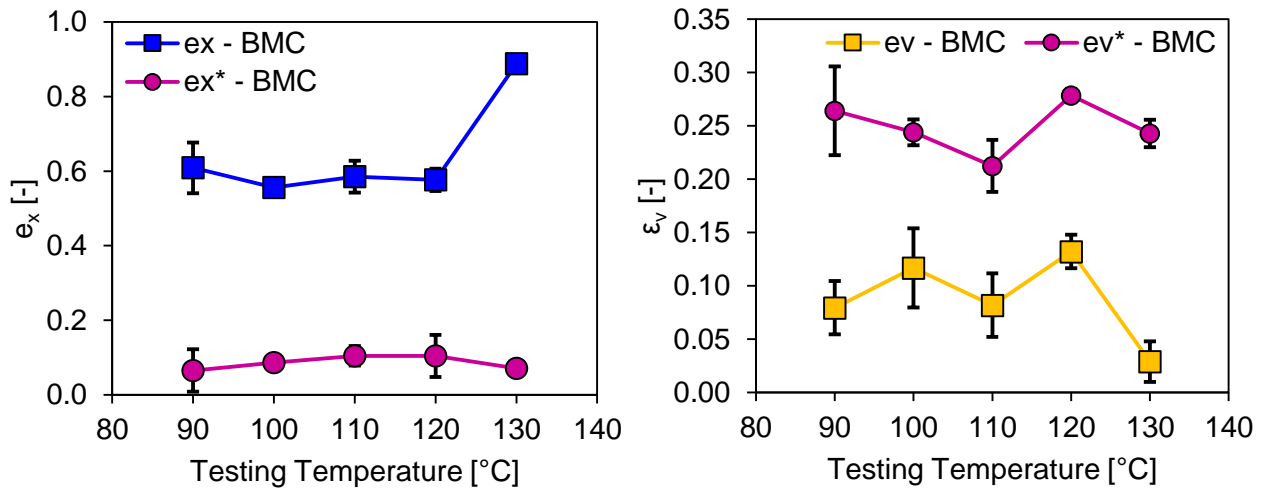 1.0
0.8
0.6
0.4
0.2
0.0
e_x [-]
ex - BMC
ex* - BMC
80 90 100 110 120 130 140
Testing Temperature [°C]
0.35
0.30
0.25
0.20
0.15
0.10
0.05
0.00
ε_v [-]
ev - BMC ev* - BMC
80 90 100 110 120 130 140
Testing Temperature [°C]